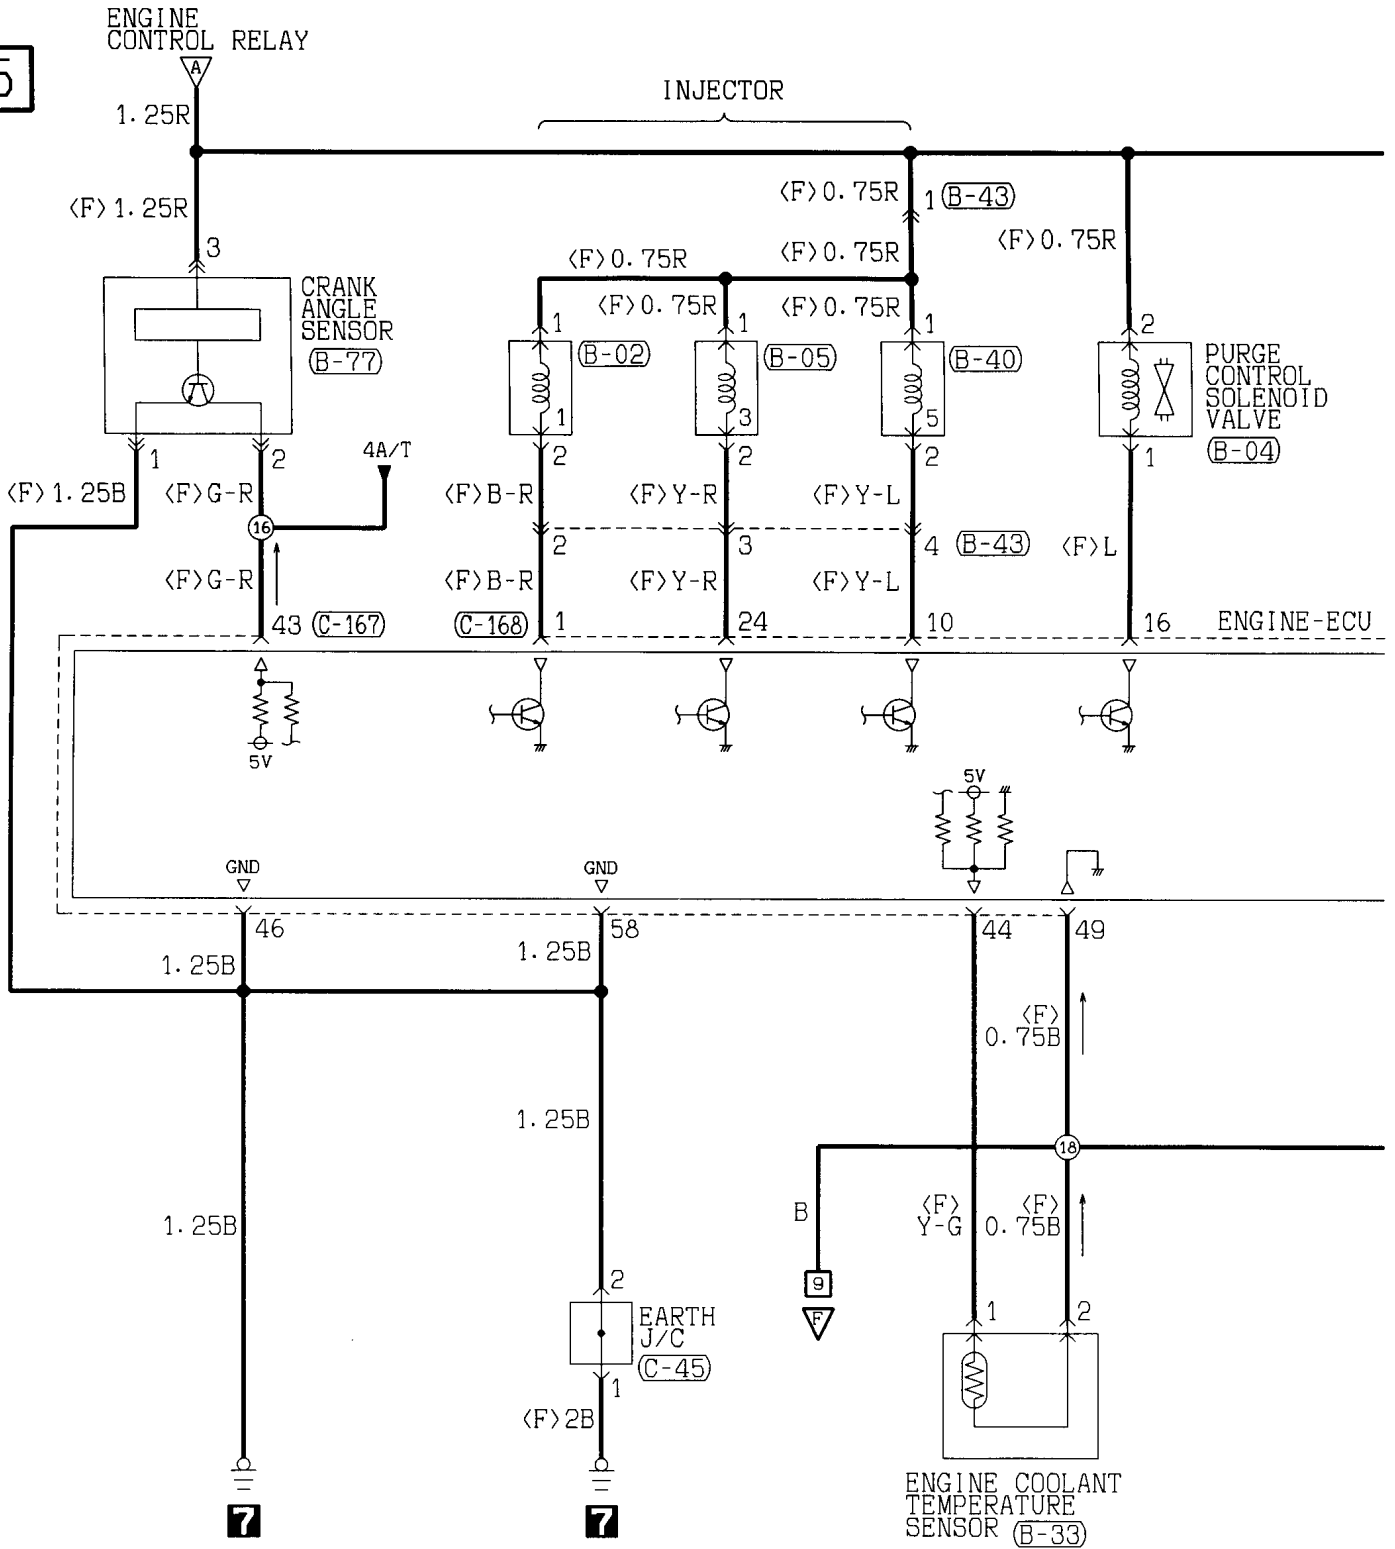 ENGINE
CONTROL RELAY
A
5
1.25R
INJECTOR
<F>1.25R
<F>0.75R
1 (B-43)
<F>0.75R
<F>0.75R
<F>0.75R
<F>0.75R
<F>0.75R
3
CRANK
ANGLE
SENSOR
(B-77)
1
(B-02)
1
(B-05)
1
(B-40)
2
PURGE
CONTROL
SOLENOID
VALVE
(B-04)
1
3
5
1
2
4A/T
2
2
2
1
<F>1.25B
<F>G-R
<F>B-R
<F>Y-R
<F>Y-L
16
2
3
4 (B-43)
<F>L
<F>G-R
<F>B-R
<F>Y-R
<F>Y-L
43 (C-167)
(C-168) 1
24
10
16
ENGINE-ECU
5V
5V
GND
GND
46
58
44
49
1.25B
1.25B
<F>
0.75B
1.25B
18
1.25B
B
<F>
Y-G
<F>
0.75B
9
F
2
EARTH
J/C
(C-45)
1
1
2
<F>2B
7
7
ENGINE COOLANT
TEMPERATURE
SENSOR (B-33)